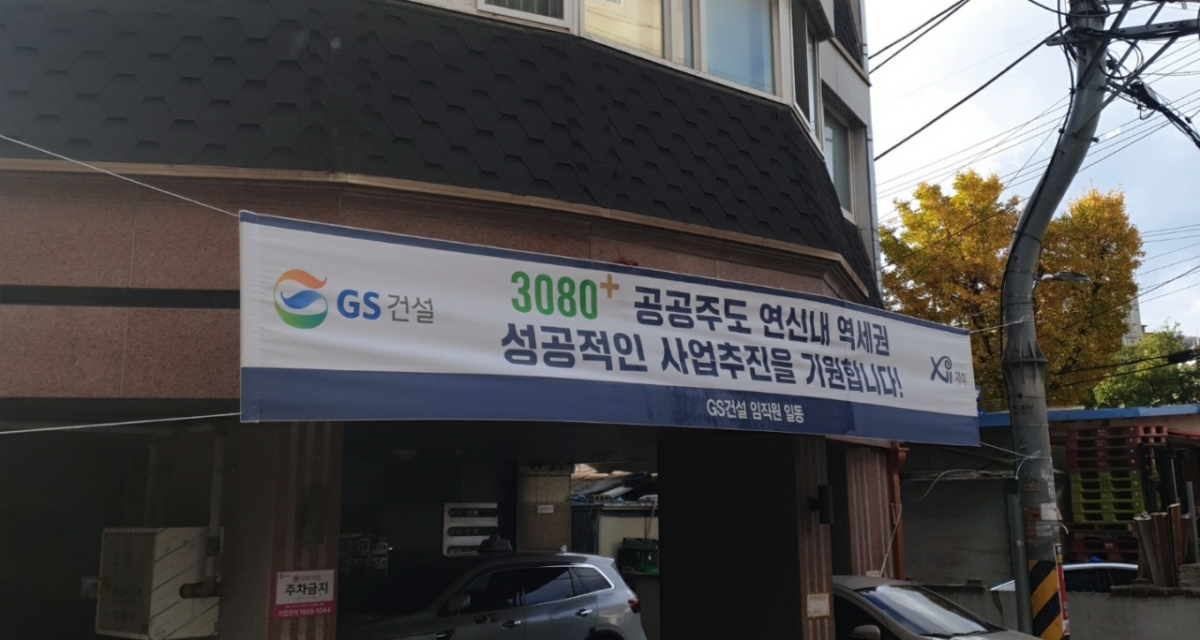 GS 건설
3080+ 공공주도 연신내 역세권
성공적인 사업추진을 기원합니다!
Xi 자이
GS건설 임직원 일동
주차금지